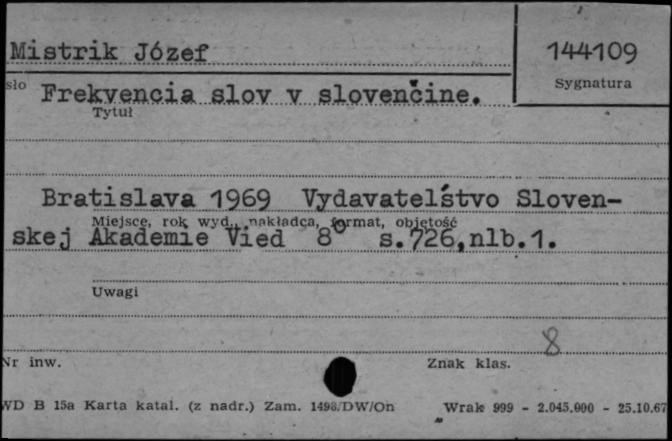 Mistrik Józef
144109
Sygnatura
sło
Frekvencia slov v slovenčine.
Tytuł
Bratislava 1969 Vydavatelśtvo Sloven-
Miejsce, rok wyd., nakładca, format, objętość
skej Akademie Vied 8° s.726,nlb.1.
Uwagi
8
Nr inw.
Znak klas.
WD B 15a Karta katal. (z nadr.) Zam. 1498/DW/On Wrak 999 - 2.045.000 - 25.10.67